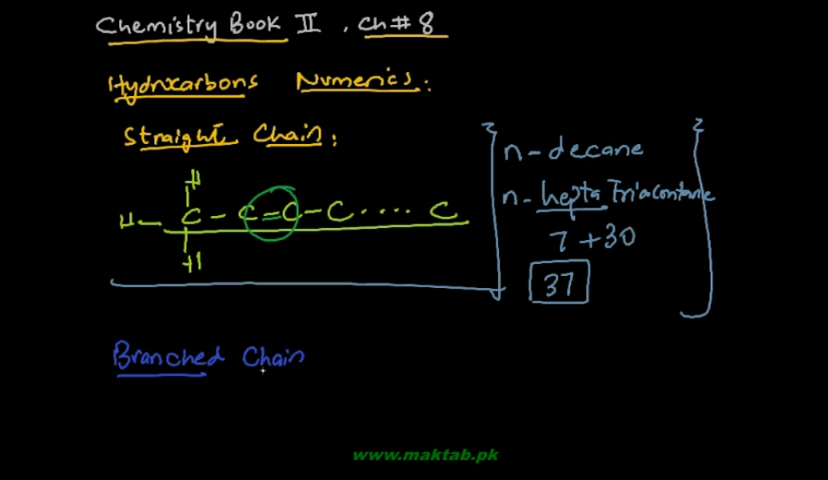 Chemistry Book II, Ch # 8
Hydrocarbons Numerics:
Straight Chain:
H
H - C - C = C - C .... C
H
n-decane
n-hepta Triacontane
7 + 30
37
Branched Chain
www.maktab.pk